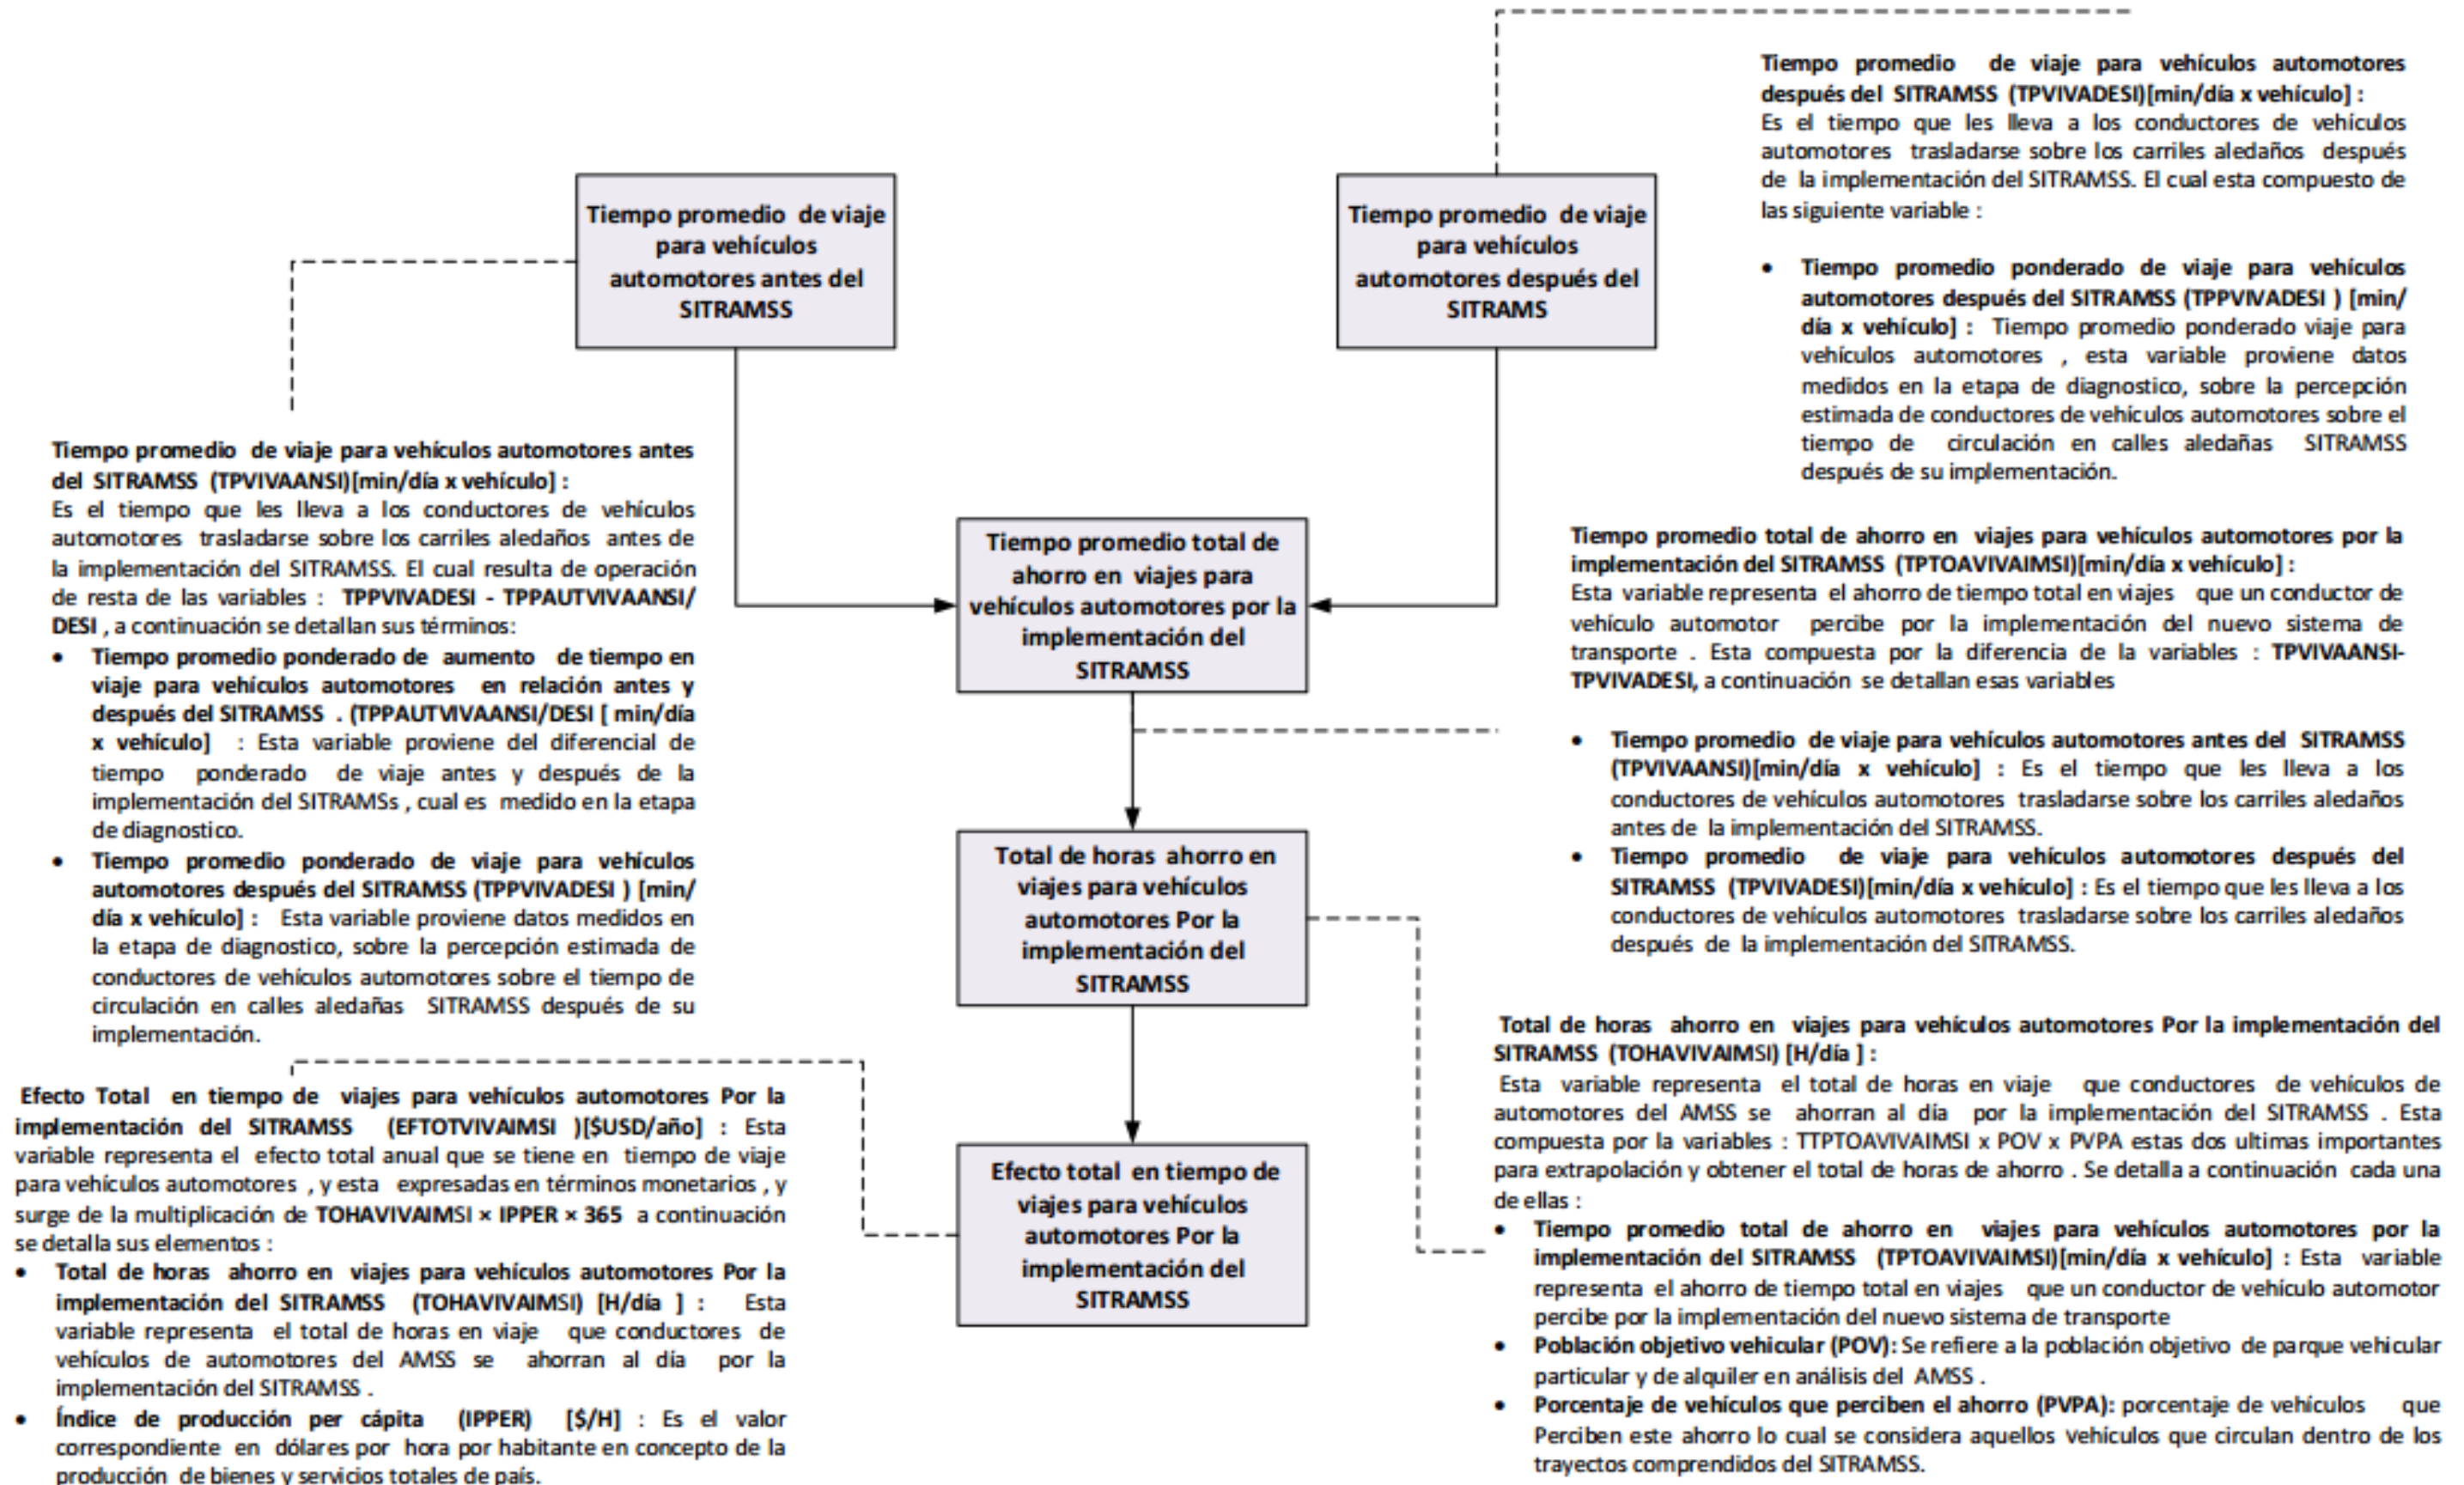 Tiempo promedio de viaje para vehículos automotores
después del SITRAMSS (TPVIVADESI)[min/día x vehículo] :
Es el tiempo que les lleva a los conductores de vehículos
automotores trasladarse sobre los carriles aledaños después
de la implementación del SITRAMSS. El cual esta compuesto de
las siguiente variable :
• Tiempo promedio ponderado de viaje para vehículos
automotores después del SITRAMSS (TPPVIVADESI ) [min/
día x vehículo] : Tiempo promedio ponderado viaje para
vehículos automotores , esta variable proviene datos
medidos en la etapa de diagnostico, sobre la percepción
estimada de conductores de vehículos automotores sobre el
tiempo de circulación en calles aledañas SITRAMSS
después de su implementación.
Tiempo promedio de viaje
para vehículos
automotores antes del
SITRAMSS
Tiempo promedio de viaje
para vehículos
automotores después del
SITRAMS
Tiempo promedio de viaje para vehículos automotores antes
del SITRAMSS (TPVIVAANSI)[min/día x vehículo] :
Es el tiempo que les lleva a los conductores de vehículos
automotores trasladarse sobre los carriles aledaños antes de
la implementación del SITRAMSS. El cual resulta de operación
de resta de las variables : TPPVIVADESI - TPPAUTVIVAANSI/
DESI , a continuación se detallan sus términos:
• Tiempo promedio ponderado de aumento de tiempo en
viaje para vehículos automotores en relación antes y
después del SITRAMSS . (TPPAUTVIVAANSI/DESI [ min/día
x vehículo] : Esta variable proviene del diferencial de
tiempo ponderado de viaje antes y después de la
implementación del SITRAMSs , cual es medido en la etapa
de diagnostico.
• Tiempo promedio ponderado de viaje para vehículos
automotores después del SITRAMSS (TPPVIVADESI ) [min/
día x vehículo] : Esta variable proviene datos medidos en
la etapa de diagnostico, sobre la percepción estimada de
conductores de vehículos automotores sobre el tiempo de
circulación en calles aledañas SITRAMSS después de su
implementación.
Tiempo promedio total de
ahorro en viajes para
vehículos automotores por la
implementación del
SITRAMSS
Tiempo promedio total de ahorro en viajes para vehículos automotores por la
implementación del SITRAMSS (TPTOAVIVAIMSI)[min/día x vehículo] :
Esta variable representa el ahorro de tiempo total en viajes que un conductor de
vehículo automotor percibe por la implementación del nuevo sistema de
transporte . Esta compuesta por la diferencia de la variables : TPVIVAANSI-
TPVIVADESI, a continuación se detallan esas variables
• Tiempo promedio de viaje para vehículos automotores antes del SITRAMSS
(TPVIVAANSI)[min/día x vehículo] : Es el tiempo que les lleva a los
conductores de vehículos automotores trasladarse sobre los carriles aledaños
antes de la implementación del SITRAMSS.
• Tiempo promedio de viaje para vehículos automotores después del
SITRAMSS (TPVIVADESI)[min/día x vehículo] : Es el tiempo que les lleva a los
conductores de vehículos automotores trasladarse sobre los carriles aledaños
después de la implementación del SITRAMSS.
Total de horas ahorro en
viajes para vehículos
automotores Por la
implementación del
SITRAMSS
Total de horas ahorro en viajes para vehículos automotores Por la implementación del
SITRAMSS (TOHAVIVAIMSI) [H/día ] :
Esta variable representa el total de horas en viaje que conductores de vehículos de
automotores del AMSS se ahorran al día por la implementación del SITRAMSS . Esta
compuesta por la variables : TTPTOAVIVAIMSI x POV x PVPA estas dos ultimas importantes
para extrapolación y obtener el total de horas de ahorro . Se detalla a continuación cada una
de ellas :
• Tiempo promedio total de ahorro en viajes para vehículos automotores por la
implementación del SITRAMSS (TPTOAVIVAIMSI)[min/día x vehículo] : Esta variable
representa el ahorro de tiempo total en viajes que un conductor de vehículo automotor
percibe por la implementación del nuevo sistema de transporte
• Población objetivo vehicular (POV): Se refiere a la población objetivo de parque vehicular
particular y de alquiler en análisis del AMSS .
• Porcentaje de vehículos que perciben el ahorro (PVPA): porcentaje de vehículos que
Perciben este ahorro lo cual se considera aquellos vehículos que circulan dentro de los
trayectos comprendidos del SITRAMSS.
Efecto Total en tiempo de viajes para vehículos automotores Por la
implementación del SITRAMSS (EFTOTVIVAIMSI )[$USD/año] : Esta
variable representa el efecto total anual que se tiene en tiempo de viaje
para vehículos automotores , y esta expresadas en términos monetarios , y
surge de la multiplicación de TOHAVIVAIMSI × IPPER × 365 a continuación
se detalla sus elementos :
• Total de horas ahorro en viajes para vehículos automotores Por la
implementación del SITRAMSS (TOHAVIVAIMSI) [H/día ] : Esta
variable representa el total de horas en viaje que conductores de
vehículos de automotores del AMSS se ahorran al día por la
implementación del SITRAMSS .
• Índice de producción per cápita (IPPER) [$/H] : Es el valor
correspondiente en dólares por hora por habitante en concepto de la
producción de bienes y servicios totales de país.
Efecto total en tiempo de
viajes para vehículos
automotores Por la
implementación del
SITRAMSS